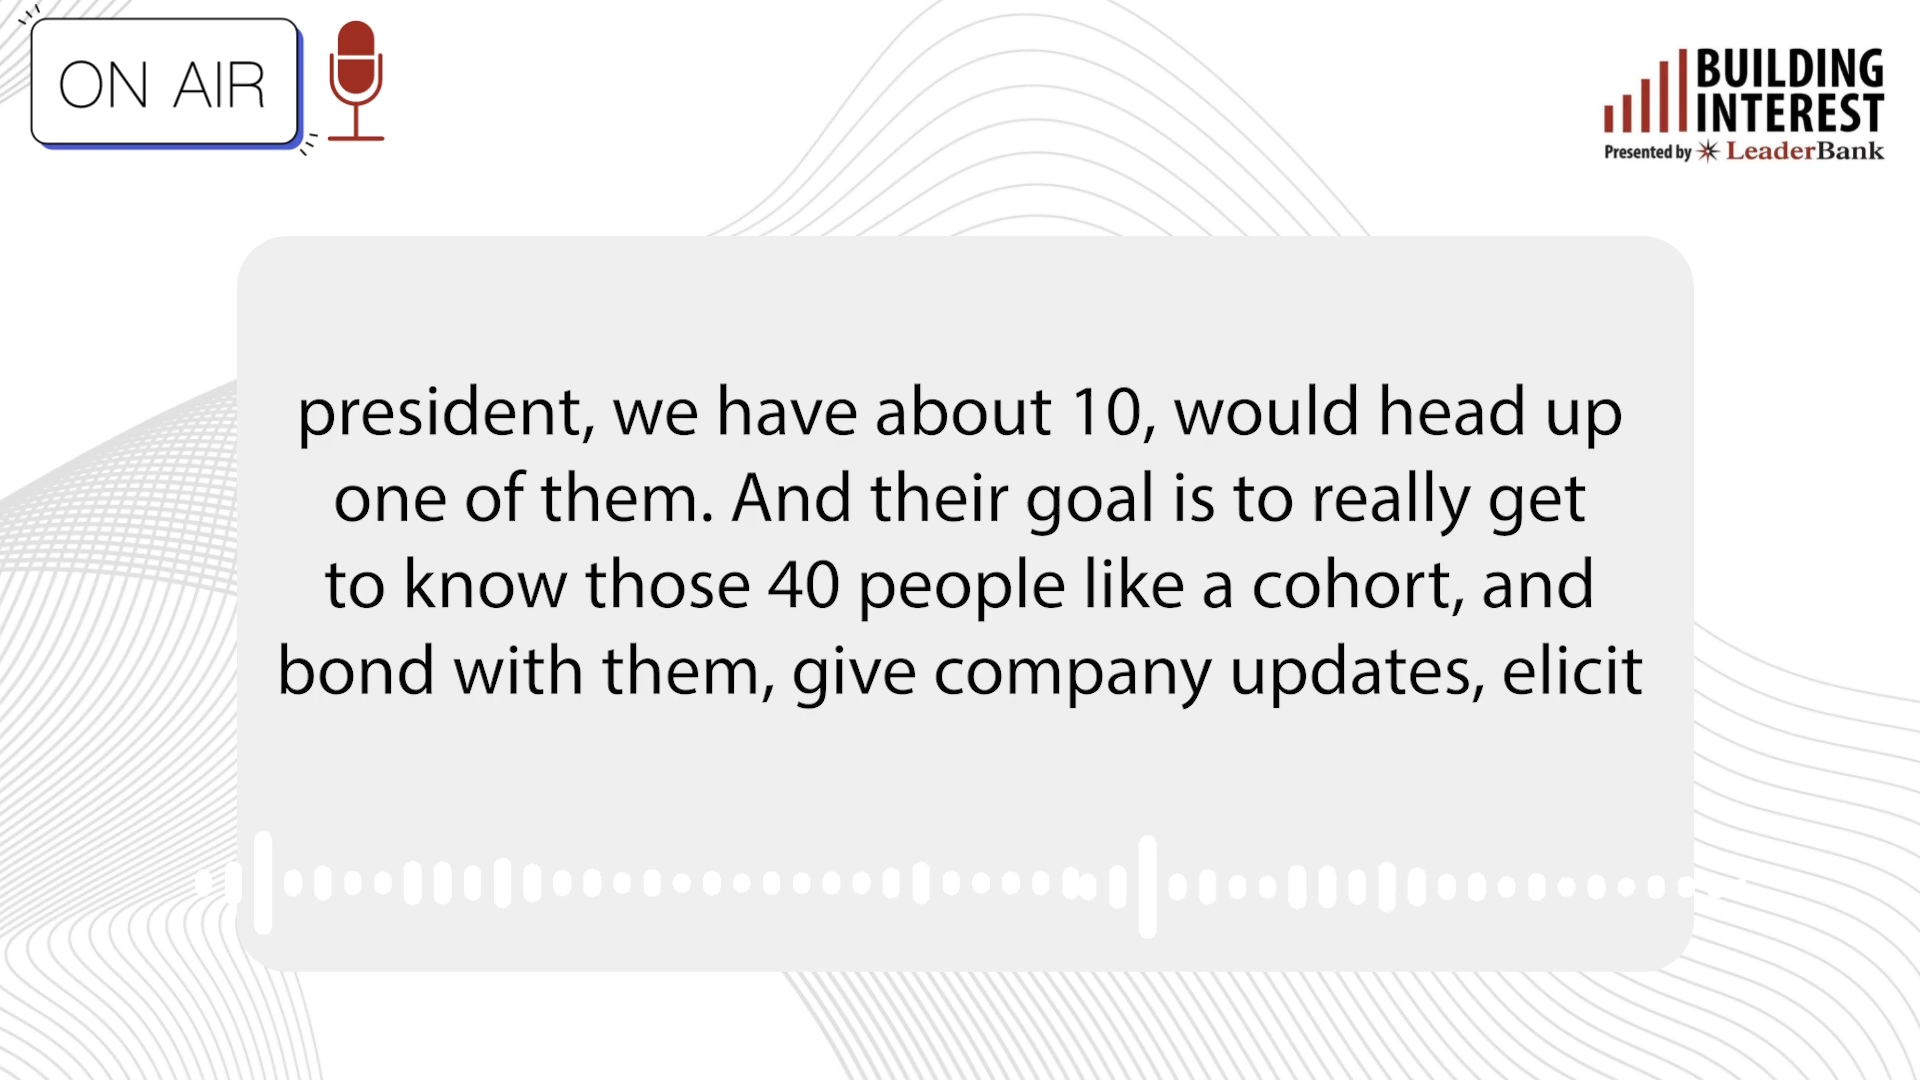 ON AIR
BUILDING
INTEREST
Presented by LeaderBank
president, we have about 10, would head up
one of them. And their goal is to really get
to know those 40 people like a cohort, and
bond with them, give company updates, elicit